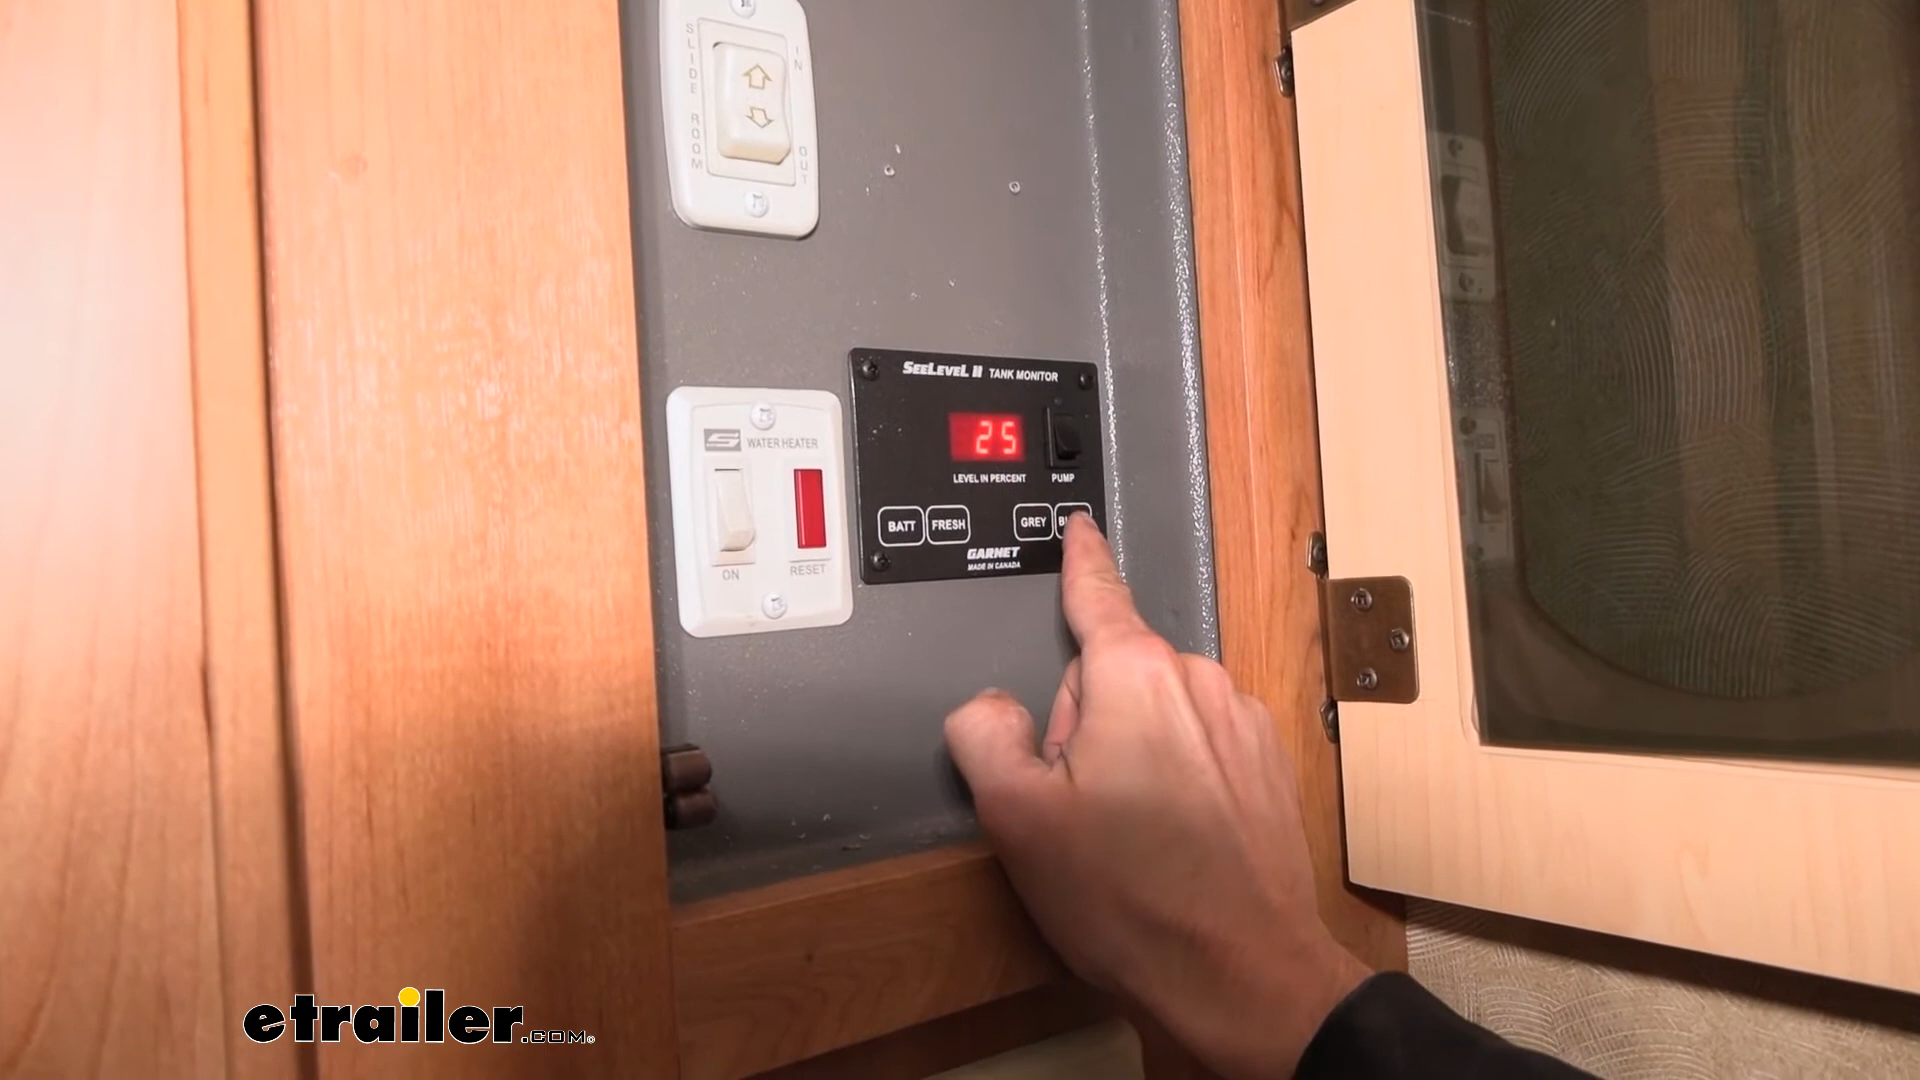 SLIDE ROOM
IN
OUT
SEELEVEL II TANK MONITOR
25
LEVEL IN PERCENT
PUMP
WATER HEATER
ON
RESET
BATT
FRESH
GREY
GARNET
MADE IN CANADA
etrailer.COM